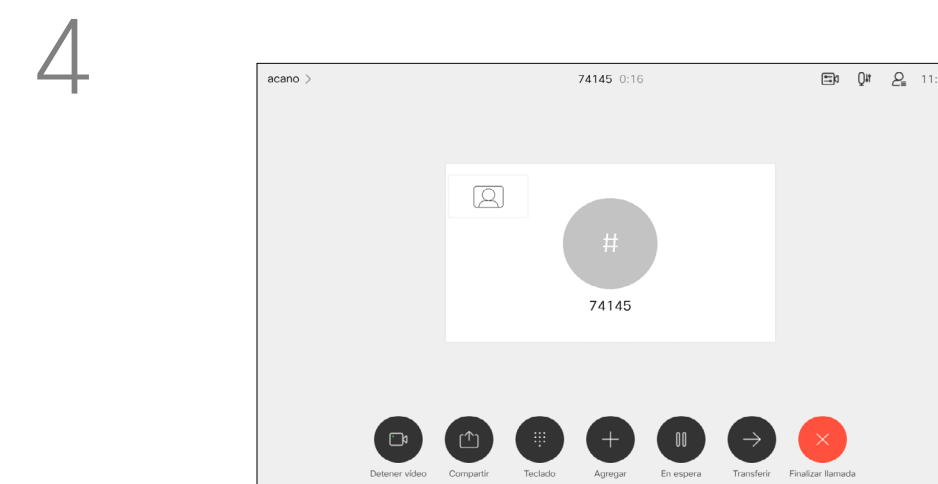 4
acano >
74145 0:16
11:
#
74145
Detener vídeo
Compartir
Teclado
Agregar
En espera
Transferir
Finalizar llamada